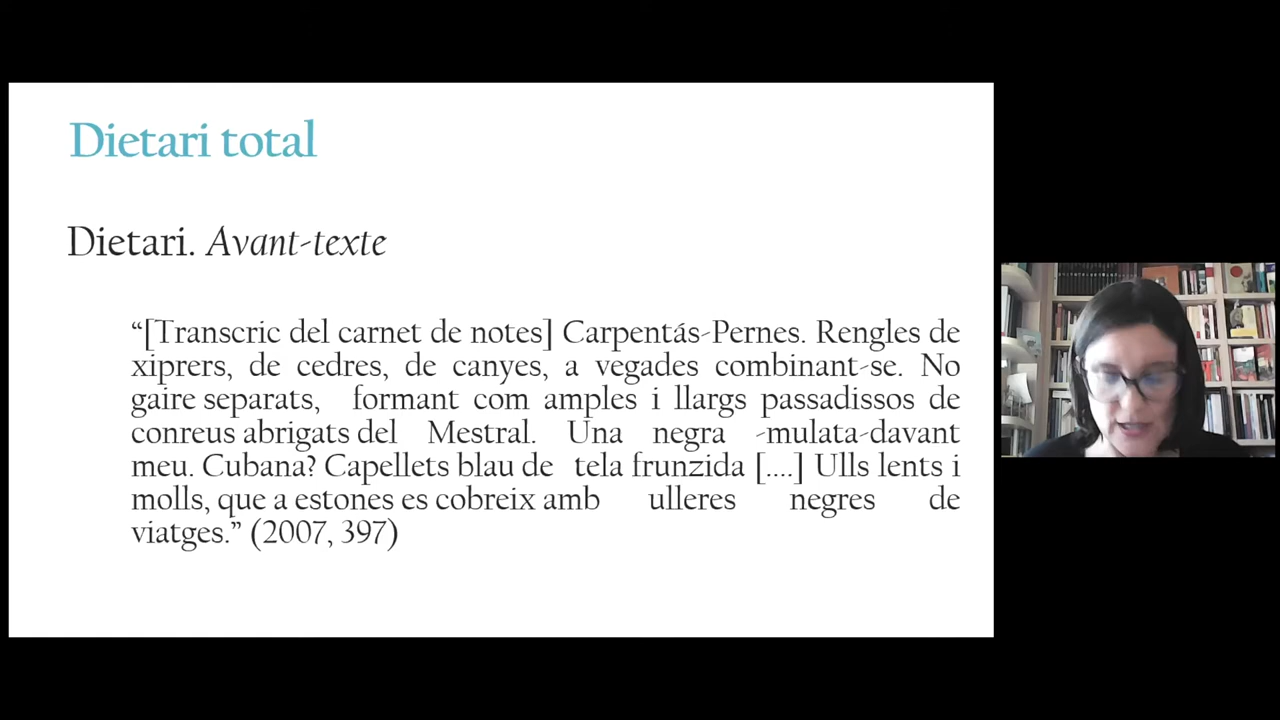 Dietari total
Dietari. Avant-texte
“[Transcric del carnet de notes] Carpentás-Pernes. Rengles de
xiprers, de cedres, de canyes, a vegades combinant-se. No
gaire separats, formant com amples i llargs passadissos de
conreus abrigats del Mestral. Una negra -mulata-davant
meu. Cubana? Capellets blau de tela frunzida [....] Ulls lents i
molls, que a estones es cobreix amb ulleres negres de
viatges.” (2007, 397)